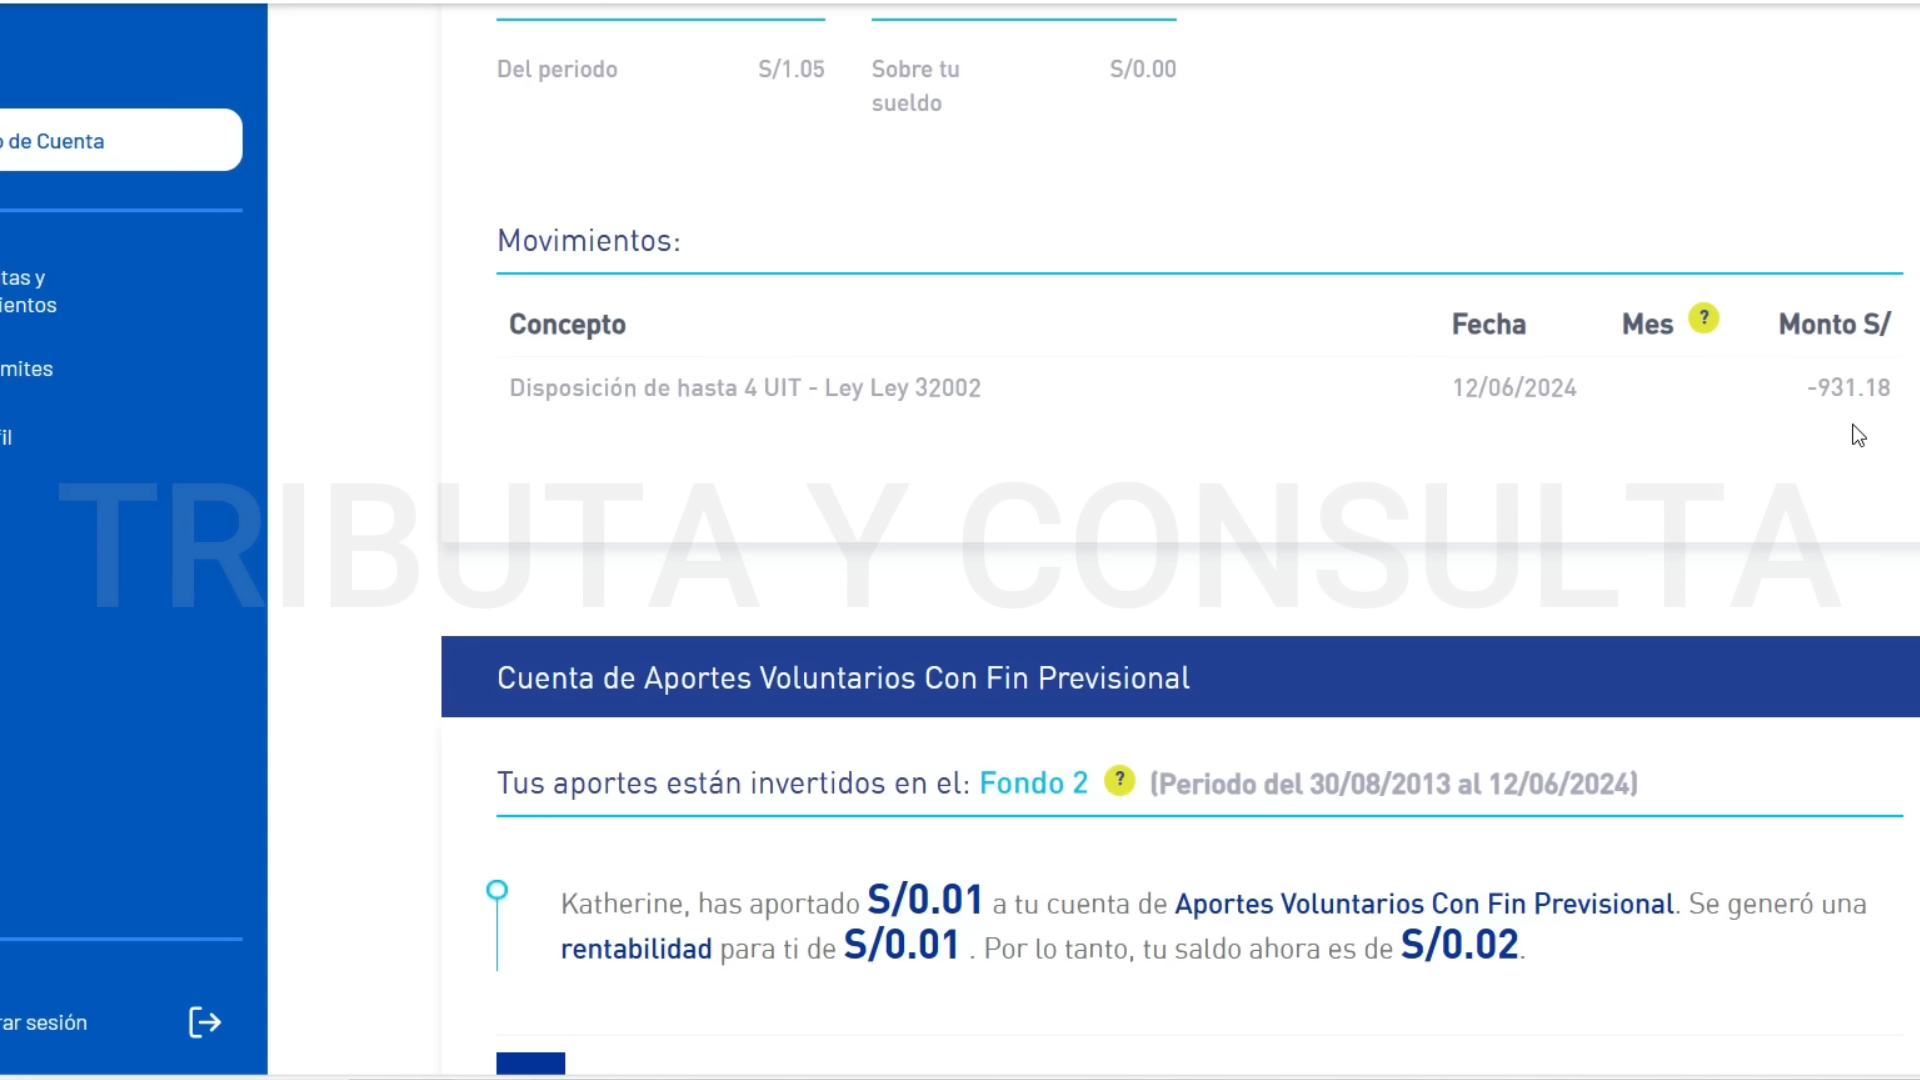 Del periodo S/1.05 Sobre tu sueldo S/0.00
o de Cuenta
Movimientos:
tas y
ientos
Concepto Fecha Mes ? Monto S/
mites
Disposición de hasta 4 UIT - Ley Ley 32002 12/06/2024 -931.18
fil
TRIBUTA Y CONSULTA
Cuenta de Aportes Voluntarios Con Fin Previsional
Tus aportes están invertidos en el: Fondo 2 ? (Periodo del 30/08/2013 al 12/06/2024)
Katherine, has aportado S/0.01 a tu cuenta de Aportes Voluntarios Con Fin Previsional. Se generó una
rentabilidad para ti de S/0.01 . Por lo tanto, tu saldo ahora es de S/0.02.
rar sesión